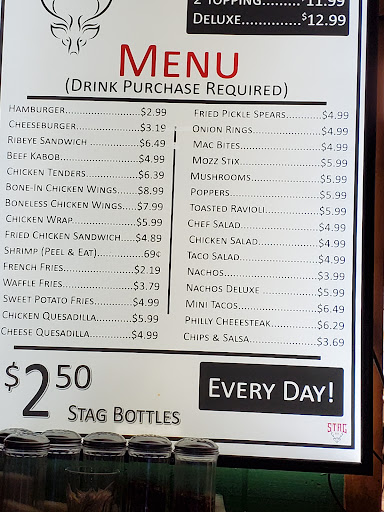 2 Topping.........$11.99
Deluxe..............$12.99
Menu
(Drink Purchase Required)
Hamburger...................$2.99
Cheeseburger...............$3.19
Ribeye Sandwich..........$6.49
Beef Kabob...................$4.99
Chicken Tenders...........$6.39
Bone-In Chicken Wings.....$8.99
Boneless Chicken Wings.....$7.99
Chicken Wrap...............$5.99
Fried Chicken Sandwich....$4.89
Shrimp (Peel & Eat)............69¢
French Fries.................$2.19
Waffle Fries.................$3.79
Sweet Potato Fries.........$4.99
Chicken Quesadilla.........$5.99
Cheese Quesadilla..........$4.99
Fried Pickle Spears.........$4.99
Onion Rings..................$4.99
Mac Bites.....................$4.99
Mozz Stix.....................$5.99
Mushrooms..................$5.99
Poppers.......................$5.99
Toasted Ravioli.............$5.99
Chef Salad...................$4.99
Chicken Salad...............$4.99
Taco Salad...................$4.99
Nachos........................$3.99
Nachos Deluxe..............$5.99
Mini Tacos...................$6.49
Philly Cheeesteak..........$6.29
Chips & Salsa................$3.69
$2.50
Stag Bottles
Every Day!
STAG